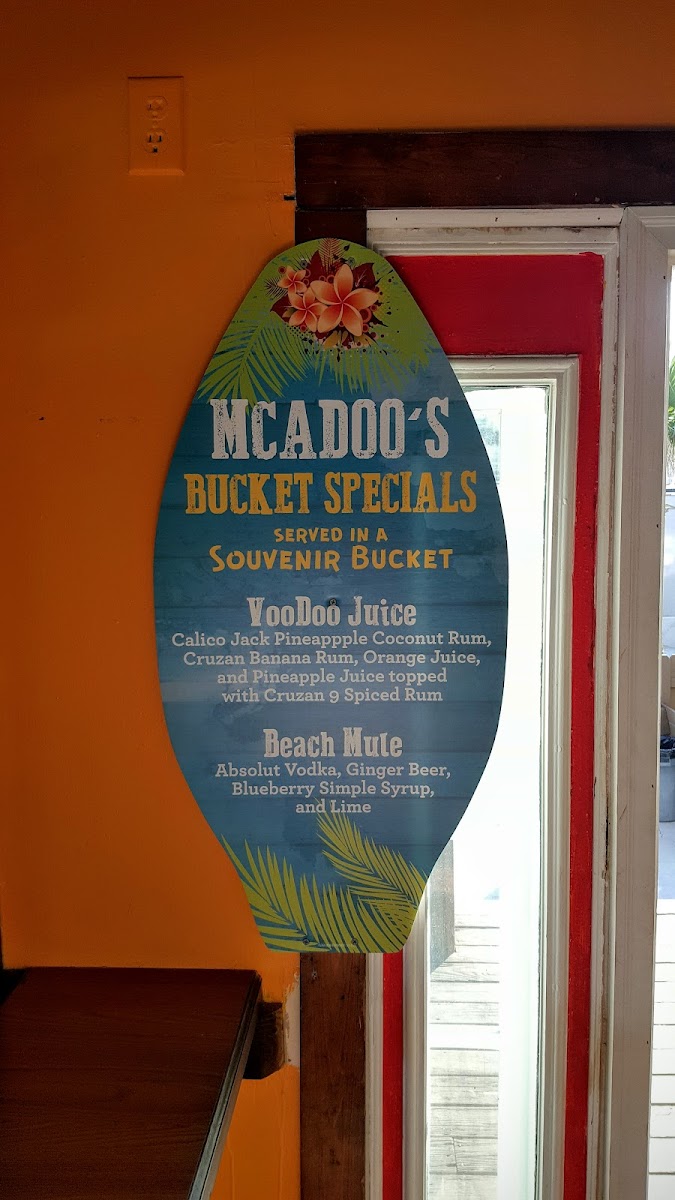 McAdoo's
Bucket Specials
Served in a
Souvenir Bucket
VooDoo Juice
Calico Jack Pineappple Coconut Rum,
Cruzan Banana Rum, Orange Juice,
and Pineapple Juice topped
with Cruzan 9 Spiced Rum
Beach Mule
Absolut Vodka, Ginger Beer,
Blueberry Simple Syrup,
and Lime